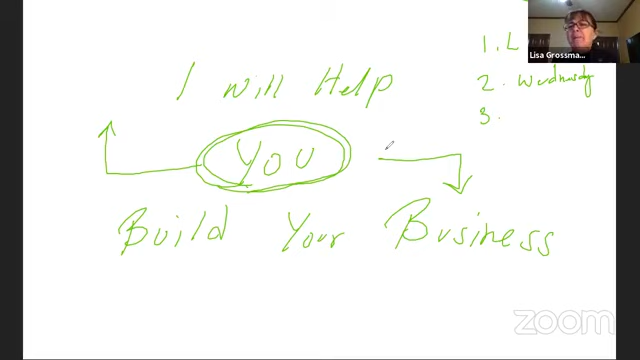 1. L
Lisa Grossma...
I Will Help
2. Wednesday
3.
YOU
Build Your Business
zoom